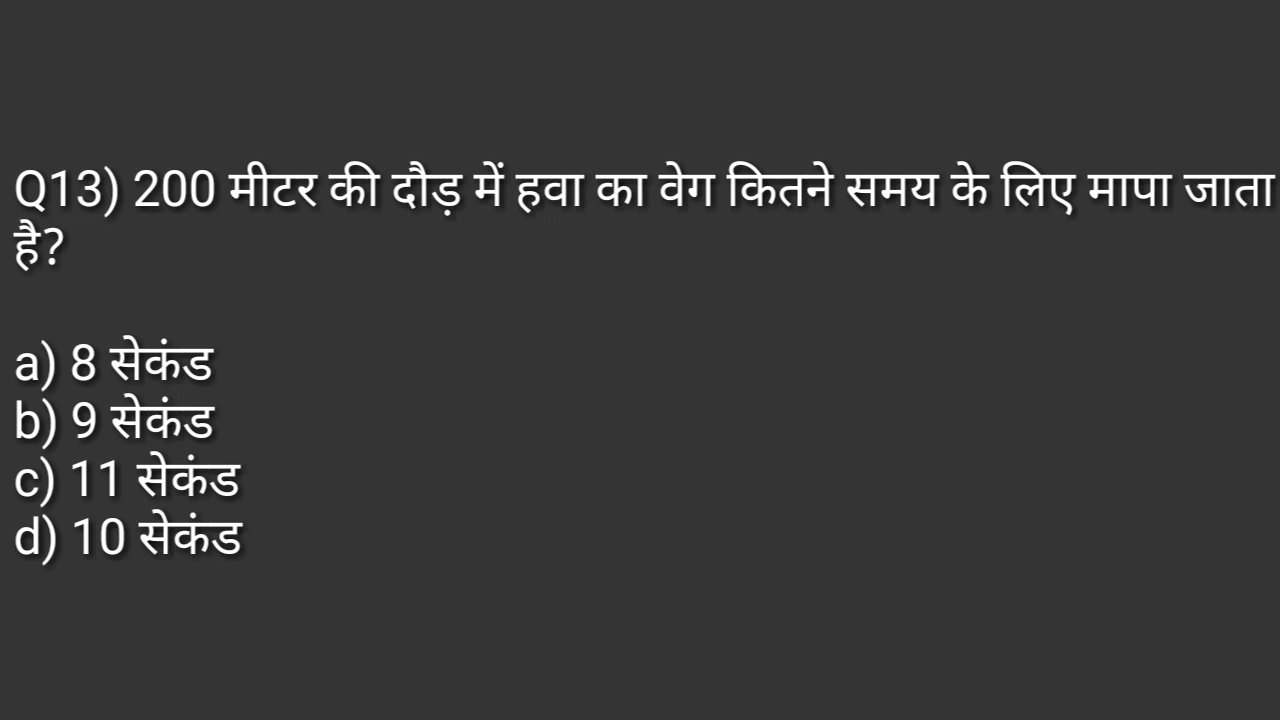 Q13) 200 मीटर की दौड़ में हवा का वेग कितने समय के लिए मापा जाता
है?
a) 8 सेकंड
b) 9 सेकंड
c) 11 सेकंड
d) 10 सेकंड